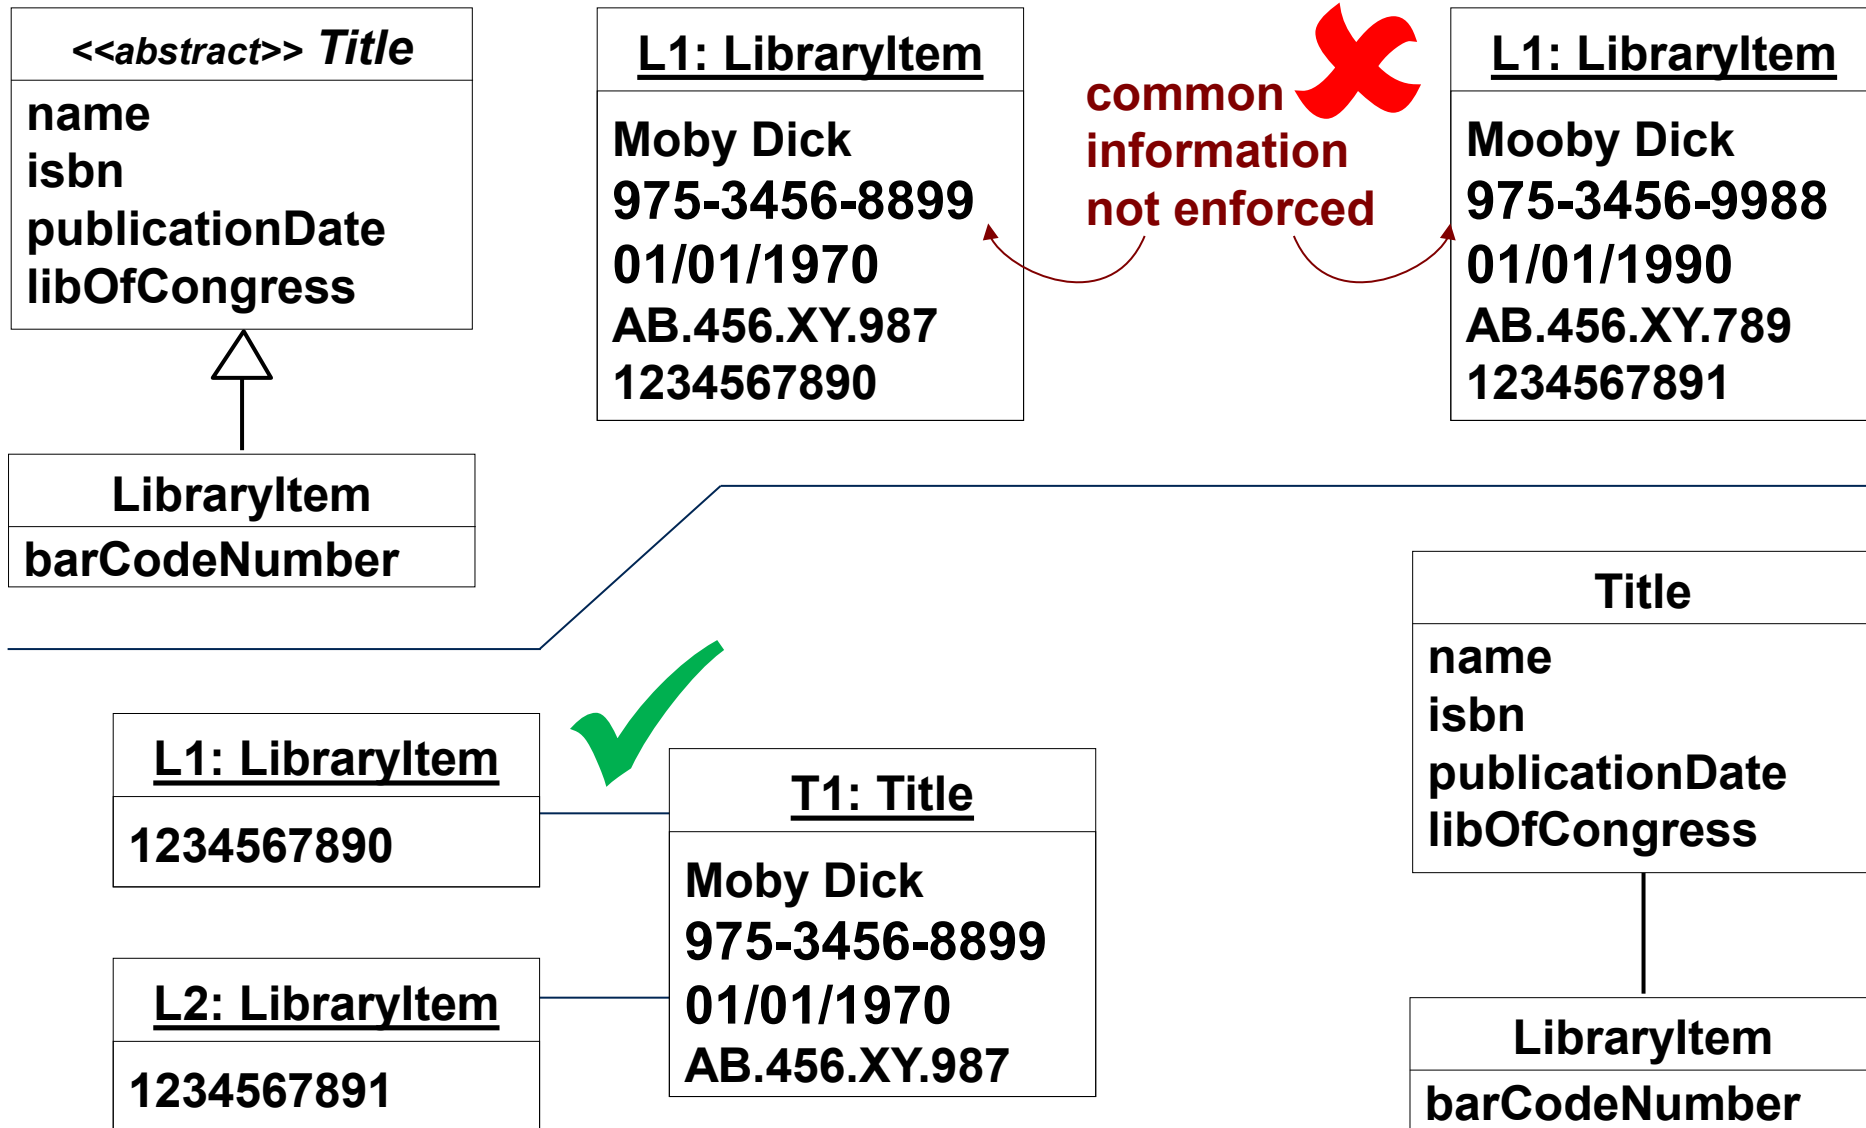 <<abstract>> Title
name
isbn
publicationDate
libOfCongress
LibraryItem
barCodeNumber
L1: LibraryItem
Moby Dick
975-3456-8899
01/01/1970
AB.456.XY.987
1234567890
common
information
not enforced
L1: LibraryItem
Mooby Dick
975-3456-9988
01/01/1990
AB.456.XY.789
1234567891
L1: LibraryItem
1234567890
L2: LibraryItem
1234567891
T1: Title
Moby Dick
975-3456-8899
01/01/1970
AB.456.XY.987
Title
name
isbn
publicationDate
libOfCongress
LibraryItem
barCodeNumber